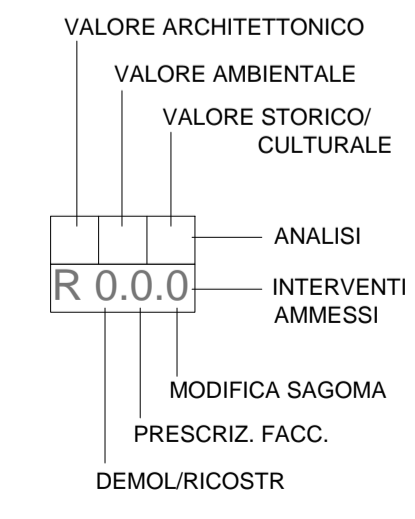 VALORE ARCHITETTONICO
VALORE AMBIENTALE
VALORE STORICO/
CULTURALE
ANALISI
R 0.0.0
INTERVENTI
AMMESSI
MODIFICA SAGOMA
PRESCRIZ. FACC.
DEMOL/RICOSTR